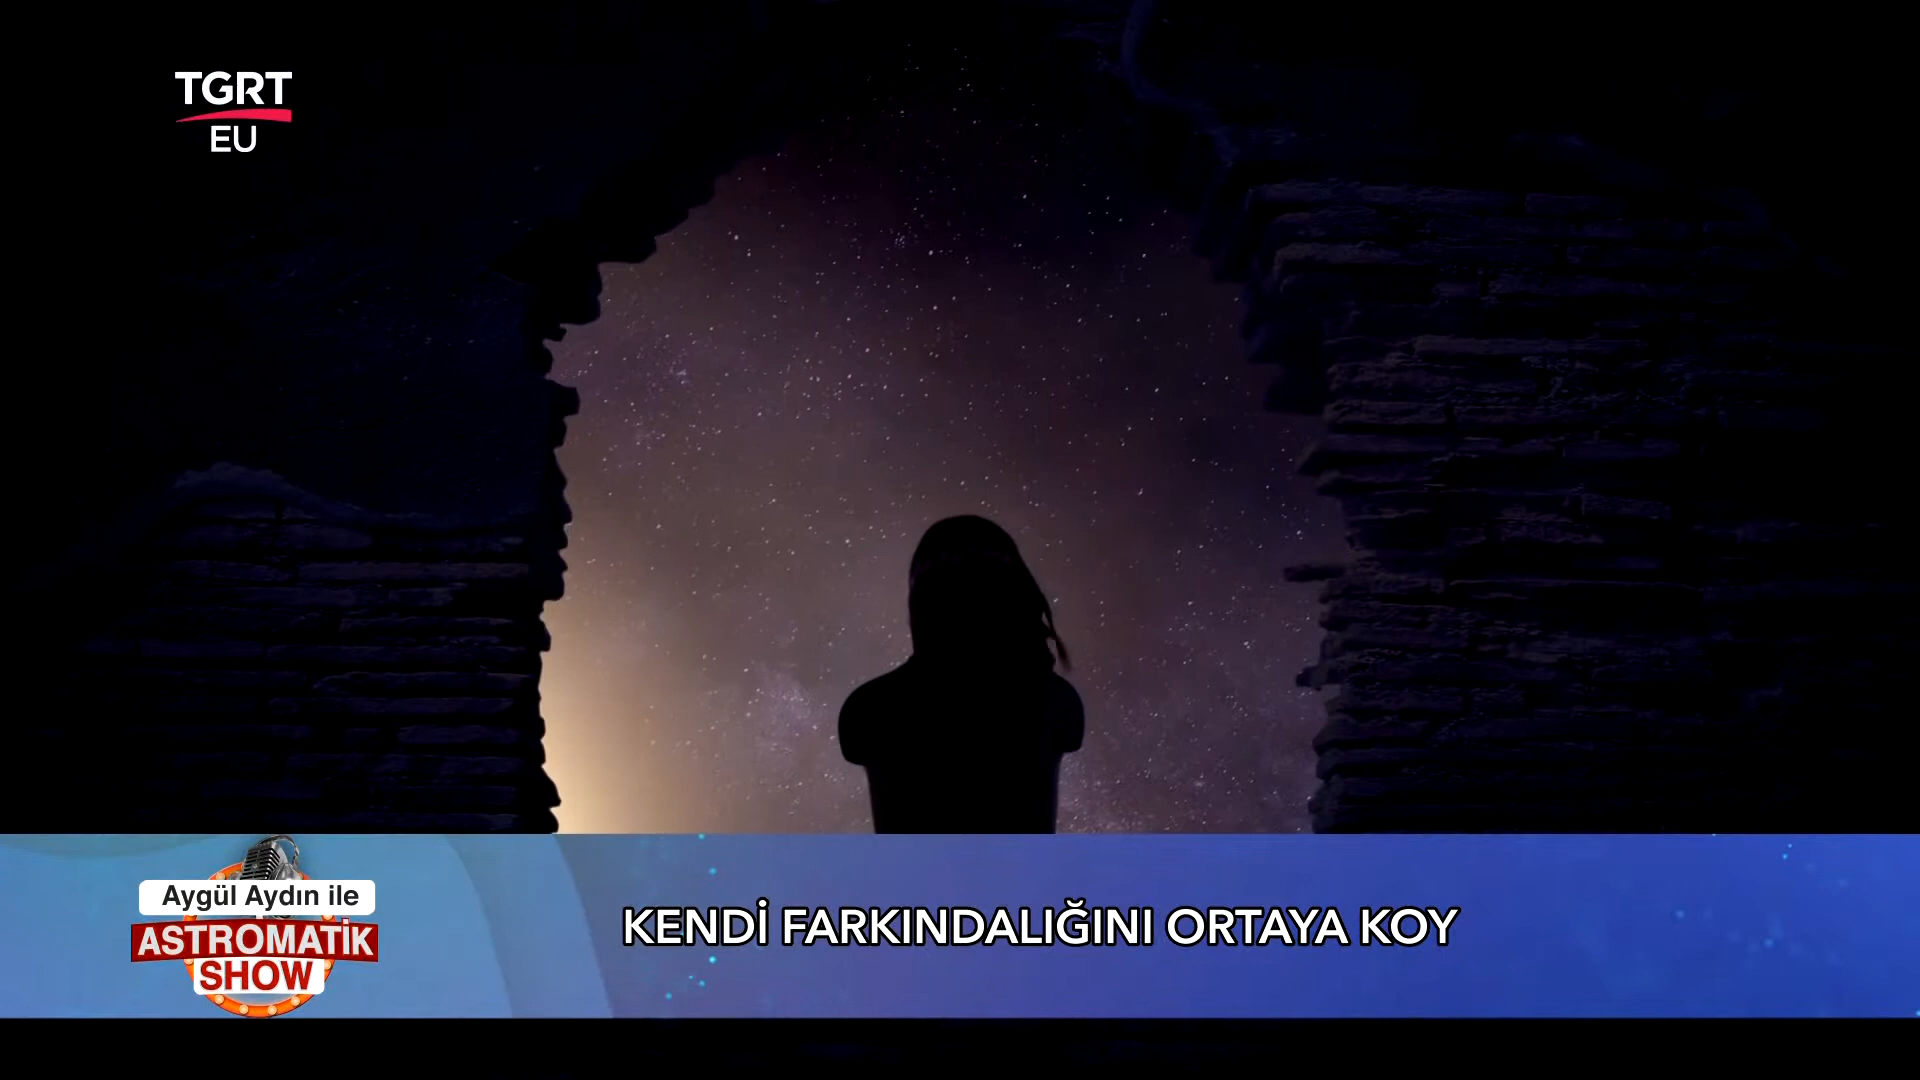 TGRT
EU
Aygül Aydın ile
ASTROMATİK
SHOW
KENDİ FARKINDALIĞINI ORTAYA KOY